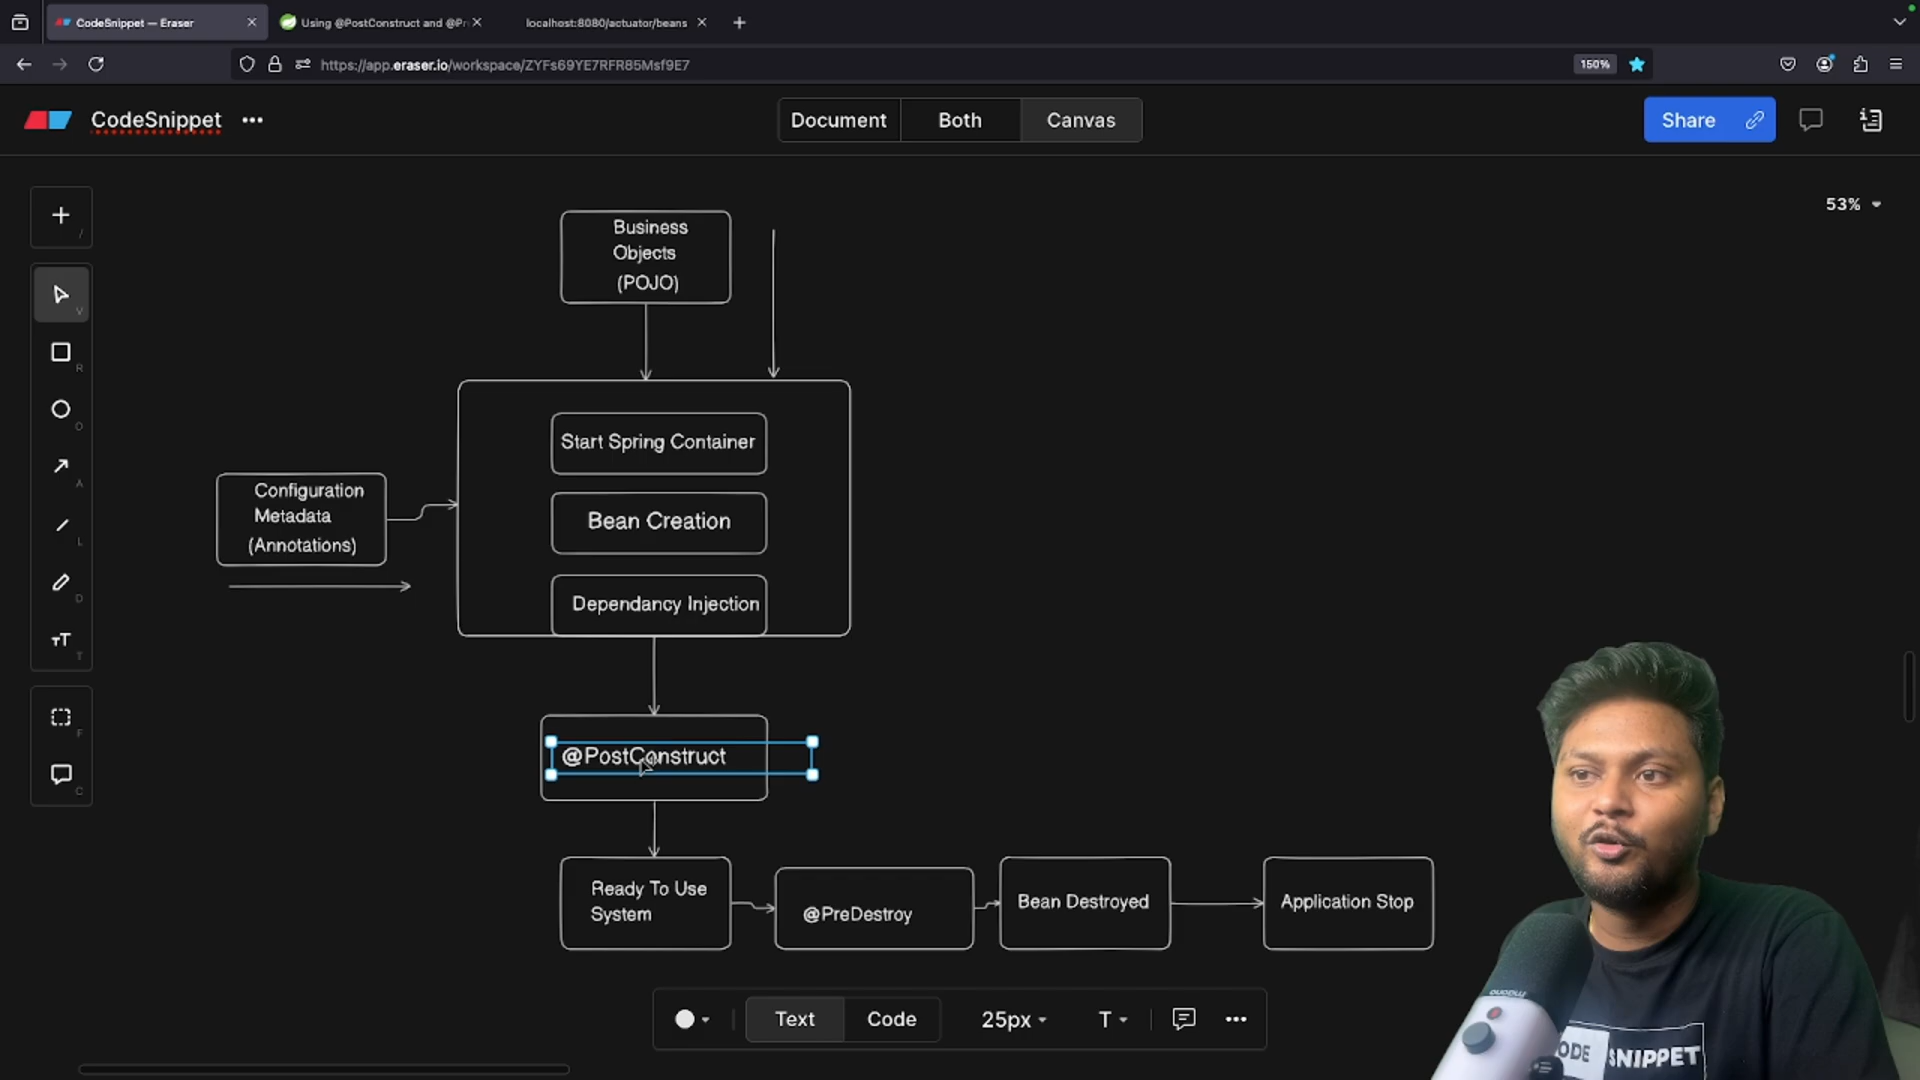 CodeSnippet — Eraser
Using @PostConstruct and @Pr
localhost:8080/actuator/beans
https://app.eraser.io/workspace/ZYFs69YE7RFR85Msf9E7
150%
CodeSnippet
Document
Both
Canvas
Share
53%
/
V
R
O
A
L
D
T
F
C
Business
Objects
(POJO)
Start Spring Container
Configuration
Metadata
(Annotations)
Bean Creation
Dependancy Injection
@PostConstruct
Ready To Use
System
@PreDestroy
Bean Destroyed
Application Stop
Text
Code
25px
T
maono
ODE
SNIPPET